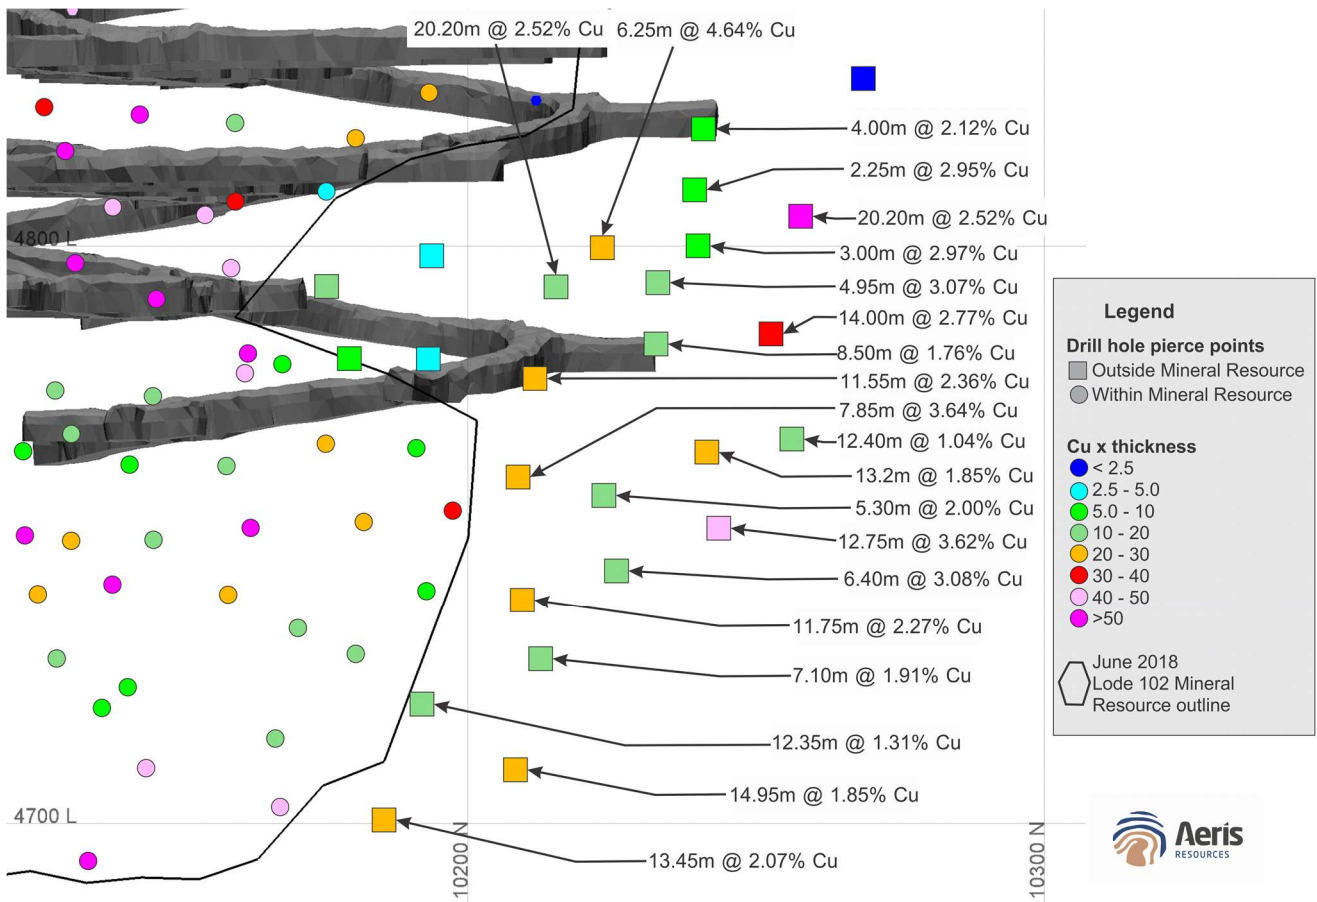 20.20m @ 2.52% Cu
6.25m @ 4.64% Cu
4.00m @ 2.12% Cu
2.25m @ 2.95% Cu
20.20m @ 2.52% Cu
4800 L
3.00m @ 2.97% Cu
4.95m @ 3.07% Cu
14.00m @ 2.77% Cu
8.50m @ 1.76% Cu
11.55m @ 2.36% Cu
7.85m @ 3.64% Cu
12.40m @ 1.04% Cu
13.2m @ 1.85% Cu
5.30m @ 2.00% Cu
12.75m @ 3.62% Cu
6.40m @ 3.08% Cu
11.75m @ 2.27% Cu
7.10m @ 1.91% Cu
12.35m @ 1.31% Cu
14.95m @ 1.85% Cu
4700 L
13.45m @ 2.07% Cu
10200 N
10300 N
Legend
Drill hole pierce points
Outside Mineral Resource
Within Mineral Resource
Cu x thickness
< 2.5
2.5 - 5.0
5.0 - 10
10 - 20
20 - 30
30 - 40
40 - 50
>50
June 2018
Lode 102 Mineral
Resource outline
Aeris
RESOURCES